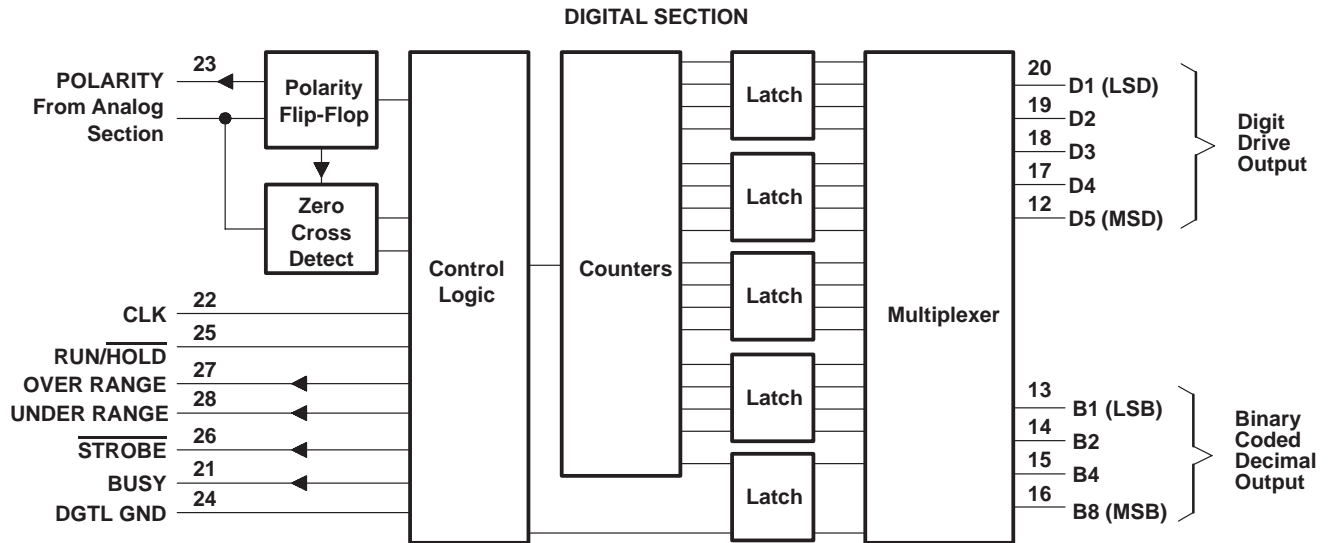 DIGITAL SECTION
23
POLARITY
From Analog
Section
Polarity
Flip-Flop
Zero
Cross
Detect
22
CLK
25
RUN/HOLD
27
OVER RANGE
28
UNDER RANGE
26
STROBE
21
BUSY
24
DGTL GND
Control
Logic
Counters
Latch
Latch
Latch
Latch
Latch
Multiplexer
20
D1 (LSD)
19
D2
18
D3
17
D4
12
D5 (MSD)
Digit
Drive
Output
13
B1 (LSB)
14
B2
15
B4
16
B8 (MSB)
Binary
Coded
Decimal
Output